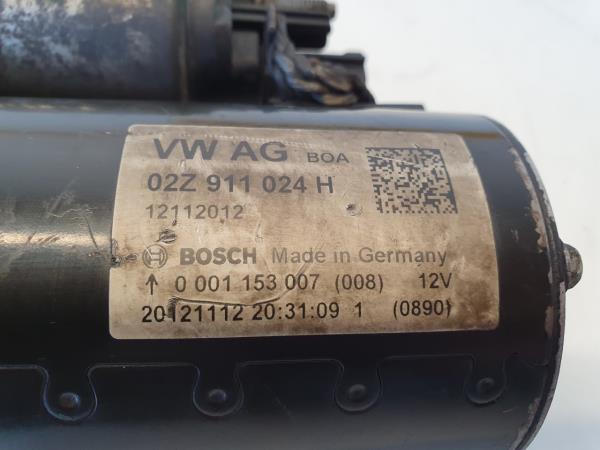 VW AG BOA
02Z 911 024 H
12112012
BOSCH Made in Germany
↑ 0 001 153 007 (008) 12V
20121112 20:31:09 1 (0890)